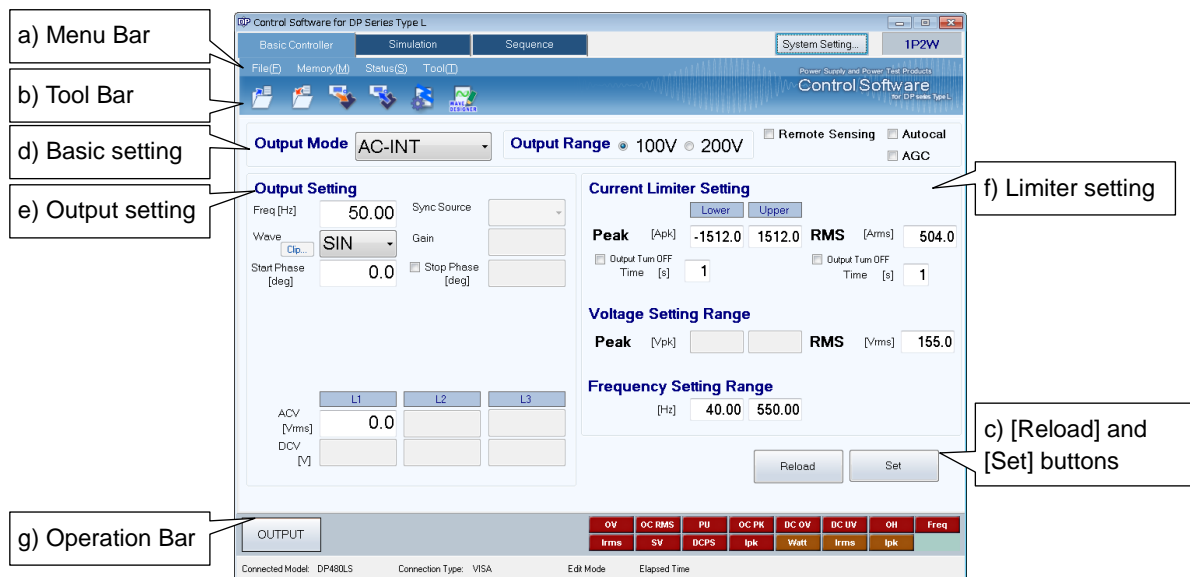 a) Menu Bar
b) Tool Bar
d) Basic setting
e) Output setting
g) Operation Bar
f) Limiter setting
c) [Reload] and
[Set] buttons
DP Control Software for DP Series Type L
Basic Controller Simulation Sequence System Setting... 1P2W
File(F) Memory(M) Status(S) Tool(T)
Power Supply and Power Test Products
Control Software
for DP series Type L
WAVE
DESIGNER
Output Mode AC-INT Output Range 100V 200V Remote Sensing Autocal
AGC
Output Setting
Freq [Hz] 50.00 Sync Source
Wave Clip... SIN Gain
Start Phase 0.0 Stop Phase
[deg] [deg]
L1 L2 L3
ACV 0.0
[Vrms]
DCV
[V]
Current Limiter Setting
Lower Upper
Peak [Apk] -1512.0 1512.0 RMS [Arms] 504.0
Output Turn OFF Output Turn OFF
Time [s] 1 Time [s] 1
Voltage Setting Range
Peak [Vpk] RMS [Vrms] 155.0
Frequency Setting Range
[Hz] 40.00 550.00
Reload Set
OUTPUT
OV OC RMS PU OC PK DC OV DC UV OH Freq
Irms SV DCPS Ipk Watt Irms Ipk
Connected Model: DP480LS Connection Type: VISA Edit Mode Elapsed Time